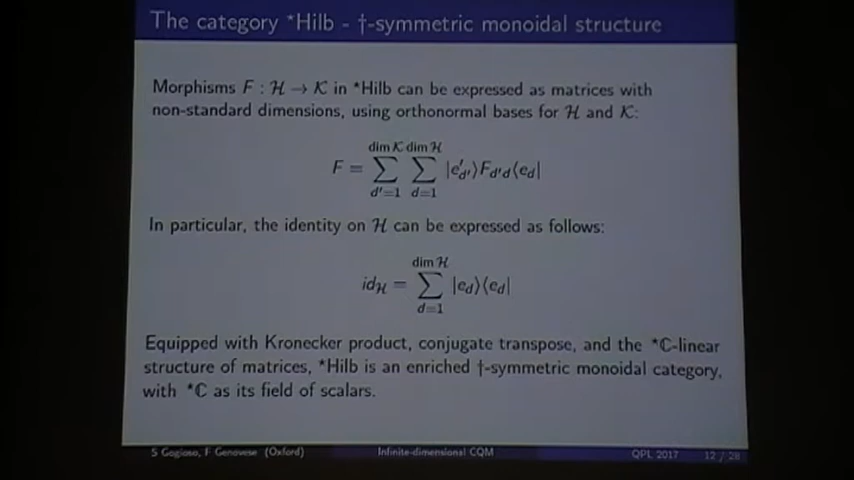 The category *Hilb - †-symmetric monoidal structure
Morphisms F : H → K in *Hilb can be expressed as matrices with
non-standard dimensions, using orthonormal bases for H and K:
F = ∑_{d'=1}^{dim K} ∑_{d=1}^{dim H} |e'_{d'}⟩F_{d'd}⟨e_d|
In particular, the identity on H can be expressed as follows:
id_H = ∑_{d=1}^{dim H} |e_d⟩⟨e_d|
Equipped with Kronecker product, conjugate transpose, and the *ℂ-linear
structure of matrices, *Hilb is an enriched †-symmetric monoidal category,
with *ℂ as its field of scalars.
S Gogioso, F Genovese (Oxford) Infinite-dimensional CQM QPL 2017 12 / 28